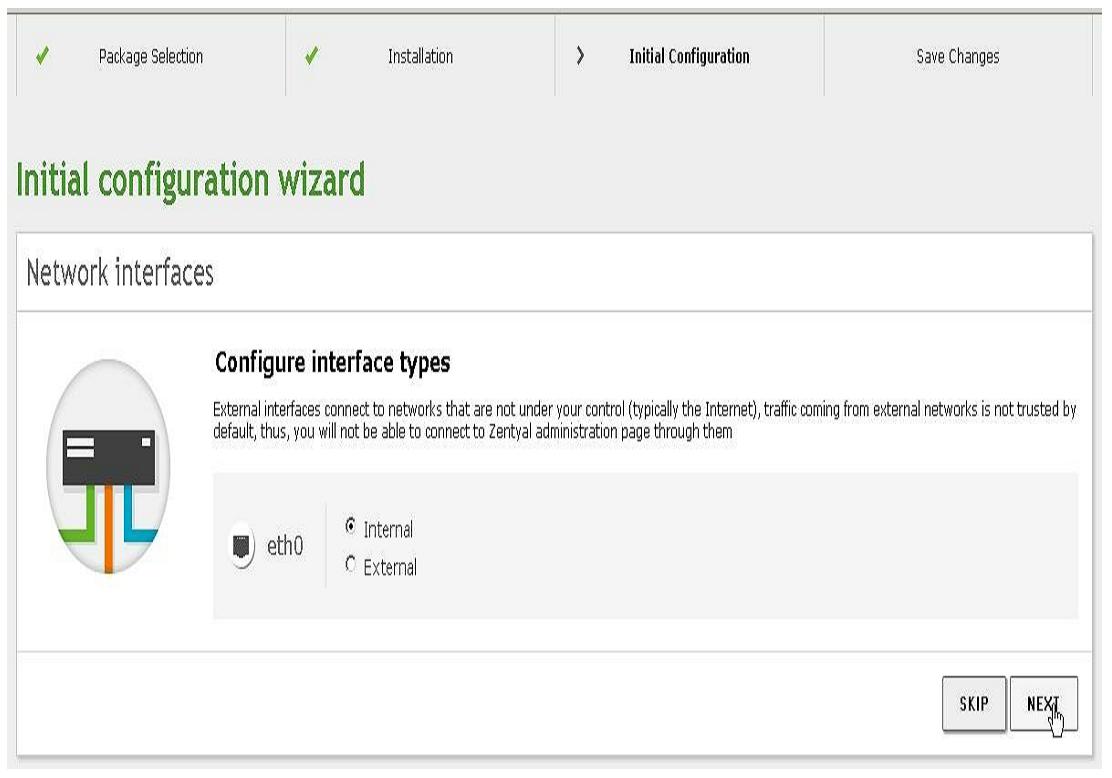 Package Selection
Installation
Initial Configuration
Save Changes
Initial configuration wizard
Network interfaces
Configure interface types
External interfaces connect to networks that are not under your control (typically the Internet), traffic coming from external networks is not trusted by
default, thus, you will not be able to connect to Zentyal administration page through them
eth0
Internal
External
SKIP
NEXT